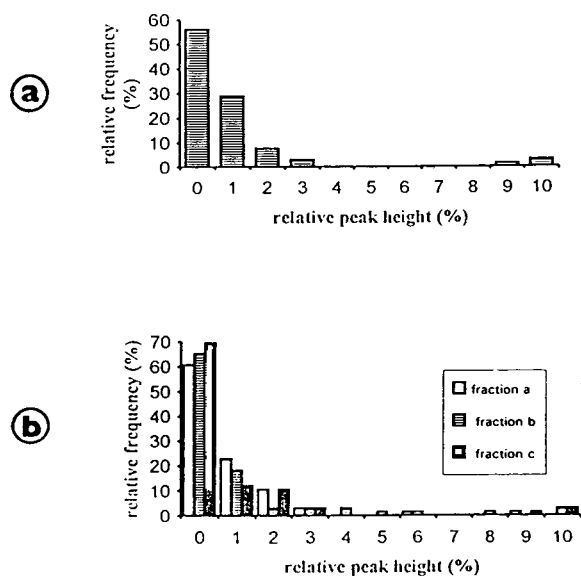 a
relative frequency
(%)
60
50
40
30
20
10
0
0 1 2 3 4 5 6 7 8 9 10
relative peak height (%)
b
relative frequency (%)
70
60
50
40
30
20
10
0
fraction a
fraction b
fraction c
0 1 2 3 4 5 6 7 8 9 10
relative peak height (%)